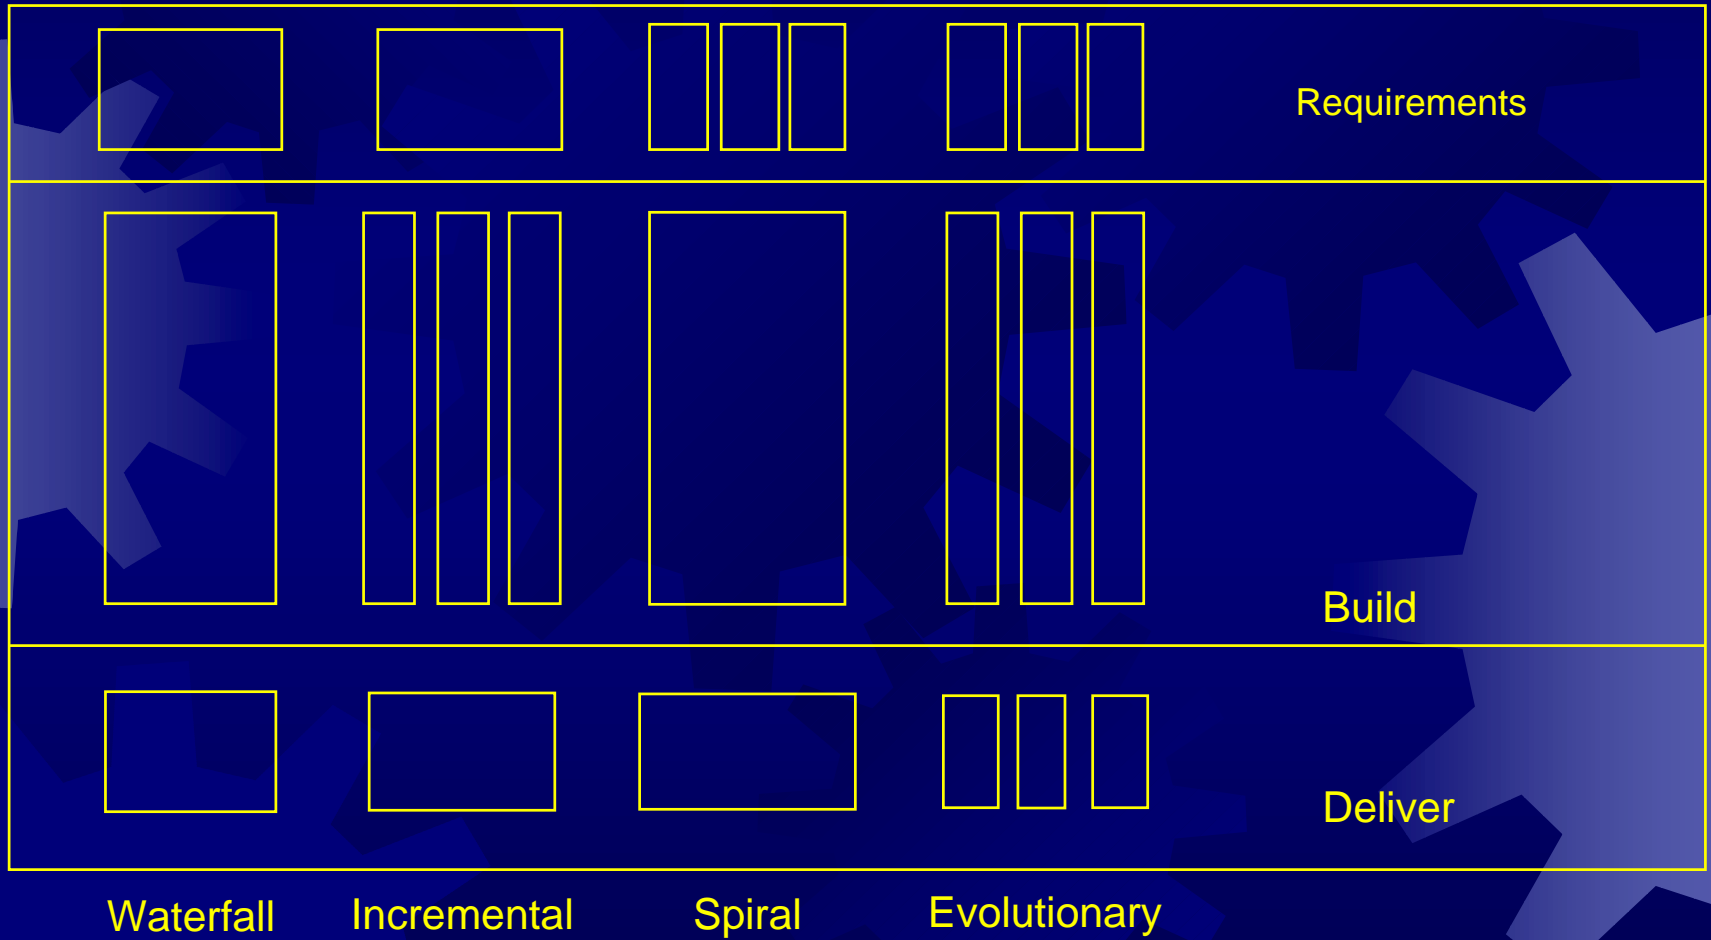 Requirements
Build
Deliver
Waterfall
Incremental
Spiral
Evolutionary